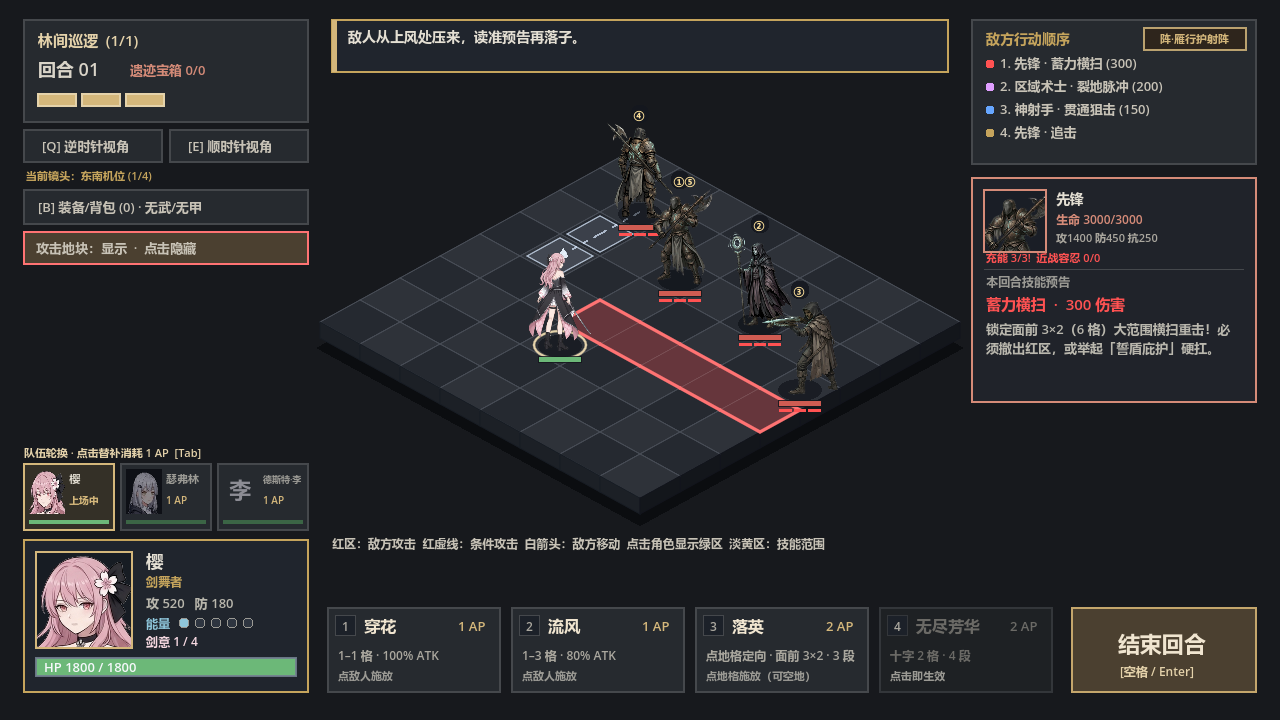 林间巡逻 (1/1)
回合 01 遗迹宝箱 0/0
[Q] 逆时针视角
[E] 顺时针视角
当前镜头：东南机位 (1/4)
[B] 装备/背包 (0) · 无武/无甲
攻击地块：显示 · 点击隐藏
敌人从上风处压来，读准预告再落子。
④
①⑤
②
③
敌方行动顺序
阵·雁行护射阵
1. 先锋 · 蓄力横扫 (300)
2. 区域术士 · 裂地脉冲 (200)
3. 神射手 · 贯通狙击 (150)
4. 先锋 · 追击
先锋
生命 3000/3000
攻1400 防450 抗250
充能 3/3! 近战容忍 0/0
本回合技能预告
蓄力横扫 · 300 伤害
锁定面前 3×2（6 格）大范围横扫重击！必
须撤出红区，或举起「誓盾庇护」硬扛。
队伍轮换 · 点击替补消耗 1 AP [Tab]
樱
上场中
瑟弗林
1 AP
李
德斯特·李
1 AP
樱
剑舞者
攻 520 防 180
能量
剑意 1 / 4
HP 1800 / 1800
红区：敌方攻击 红虚线：条件攻击 白箭头：敌方移动 点击角色显示绿区 淡黄区：技能范围
1 穿花 1 AP
1–1 格 · 100% ATK
点敌人施放
2 流风 1 AP
1–3 格 · 80% ATK
点敌人施放
3 落英 2 AP
点地格定向 · 面前 3×2 · 3 段
点地格施放（可空地）
4 无尽芳华 2 AP
十字 2 格 · 4 段
点击即生效
结束回合
[空格 / Enter]